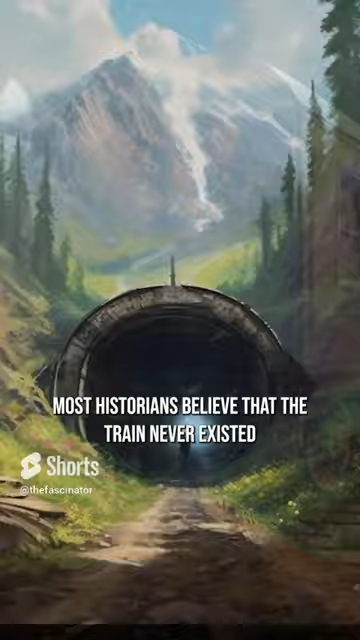 MOST HISTORIANS BELIEVE THAT THE
TRAIN NEVER EXISTED
Shorts
@thefascinator